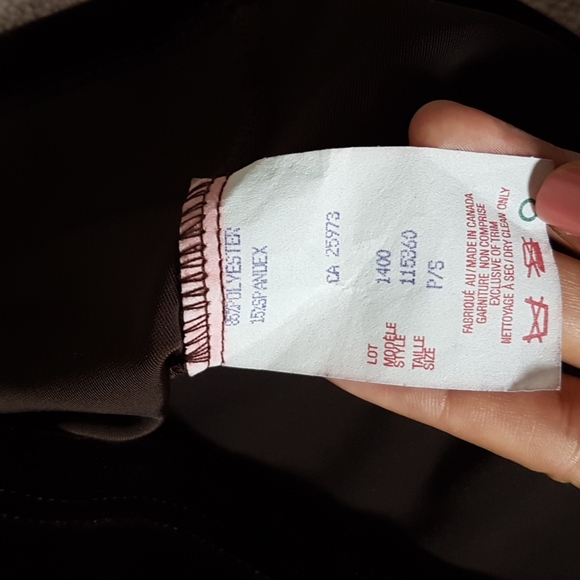 85%POLYESTER
15%SPANDEX
CA 25973
LOT 1400
MODÈLE
STYLE 115360
TAILLE
SIZE P/S
FABRIQUÉ AU/MADE IN CANADA
GARNITURE NON COMPRISE
EXCLUSIVE OF TRIM
NETTOYAGE À SEC/DRY CLEAN ONLY